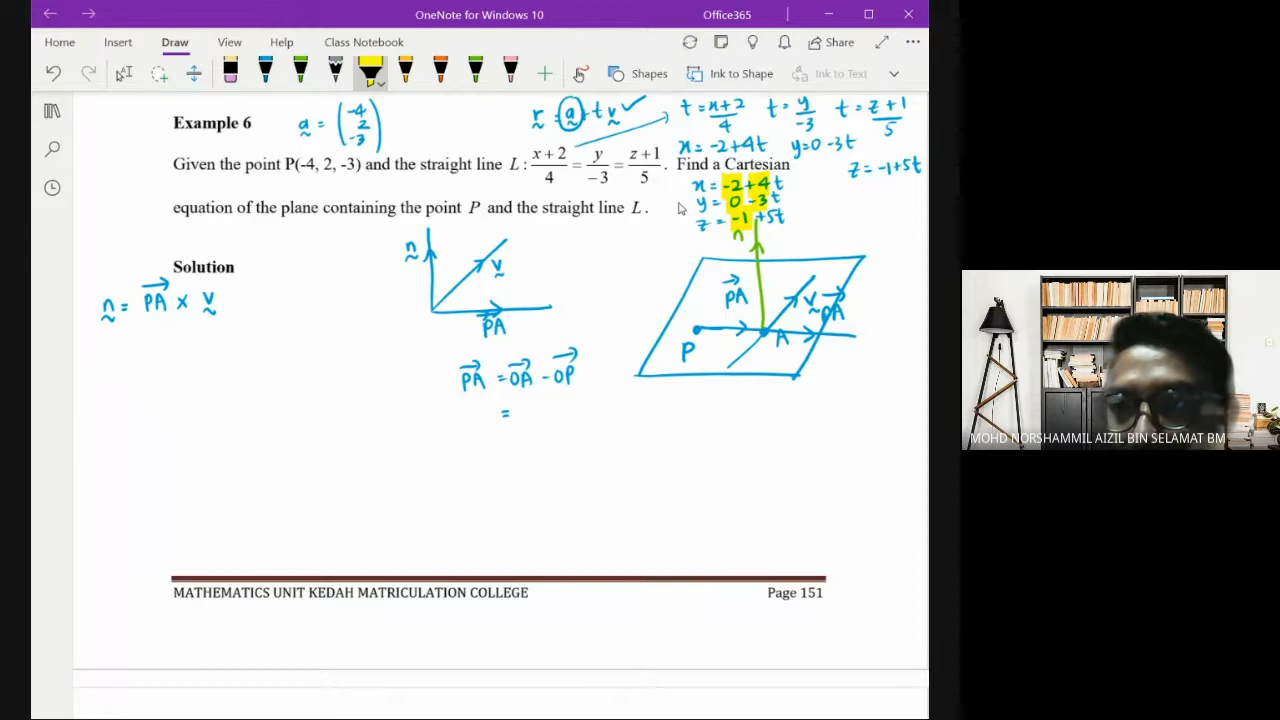 OneNote for Windows 10
Office365
Home Insert Draw View Help Class Notebook
Share
Shapes Ink to Shape Ink to Text
Example 6
a = (-4 2 -3)
r = a + t v ✓
t = x+2/4 t = y/-3 t = z+1/5
x = -2+4t y = 0-3t
z = -1+5t
Given the point P(-4, 2, -3) and the straight line L : x+2/4 = y/-3 = z+1/5 . Find a Cartesian
x = -2+4t
y = 0-3t
z = -1+5t
equation of the plane containing the point P and the straight line L .
Solution
n = PA × v
n
v
PA
n
PA
v
PA
P
A
PA = OA - OP
=
MATHEMATICS UNIT KEDAH MATRICULATION COLLEGE
Page 151
MOHD NORSHAMMIL AIZIL BIN SELAMAT BM